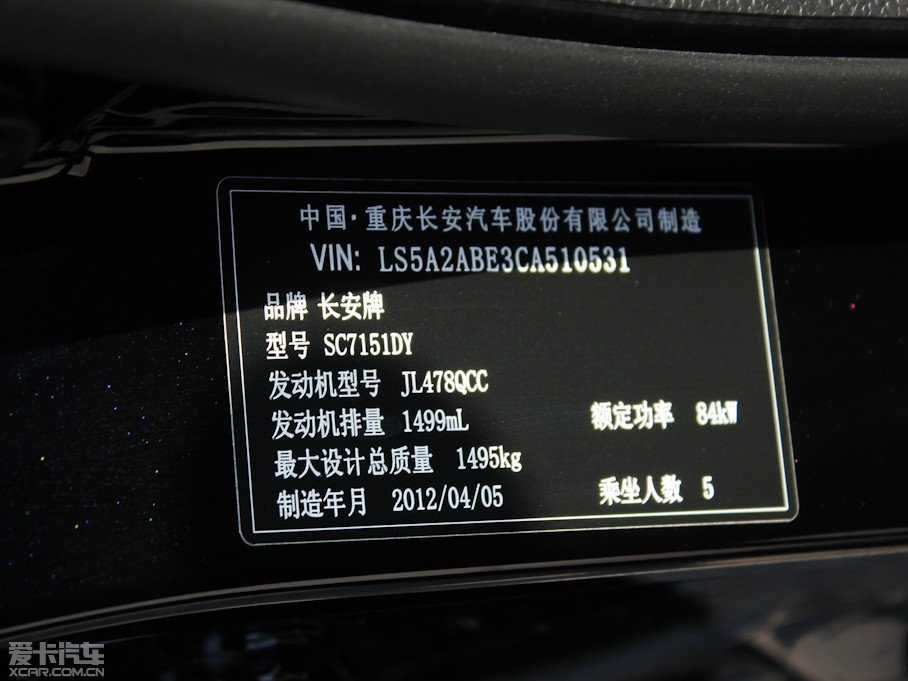 中国·重庆长安汽车股份有限公司制造
VIN: LS5A2ABE3CA510531
品牌 长安牌
型号 SC7151DY
发动机型号 JL478QCC
发动机排量 1499mL 额定功率 84kW
最大设计总质量 1495kg
制造年月 2012/04/05 乘坐人数 5
爱卡汽车
XCAR.COM.CN